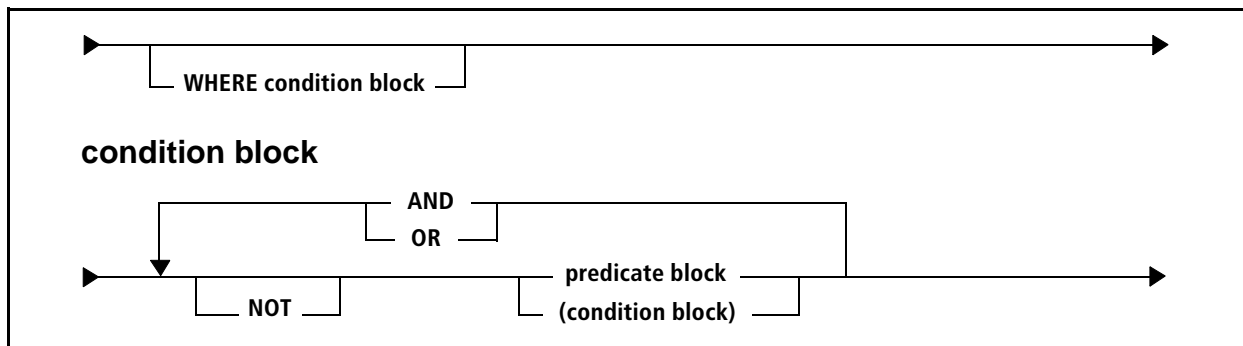 WHERE condition block
condition block
AND
OR
predicate block
NOT
(condition block)